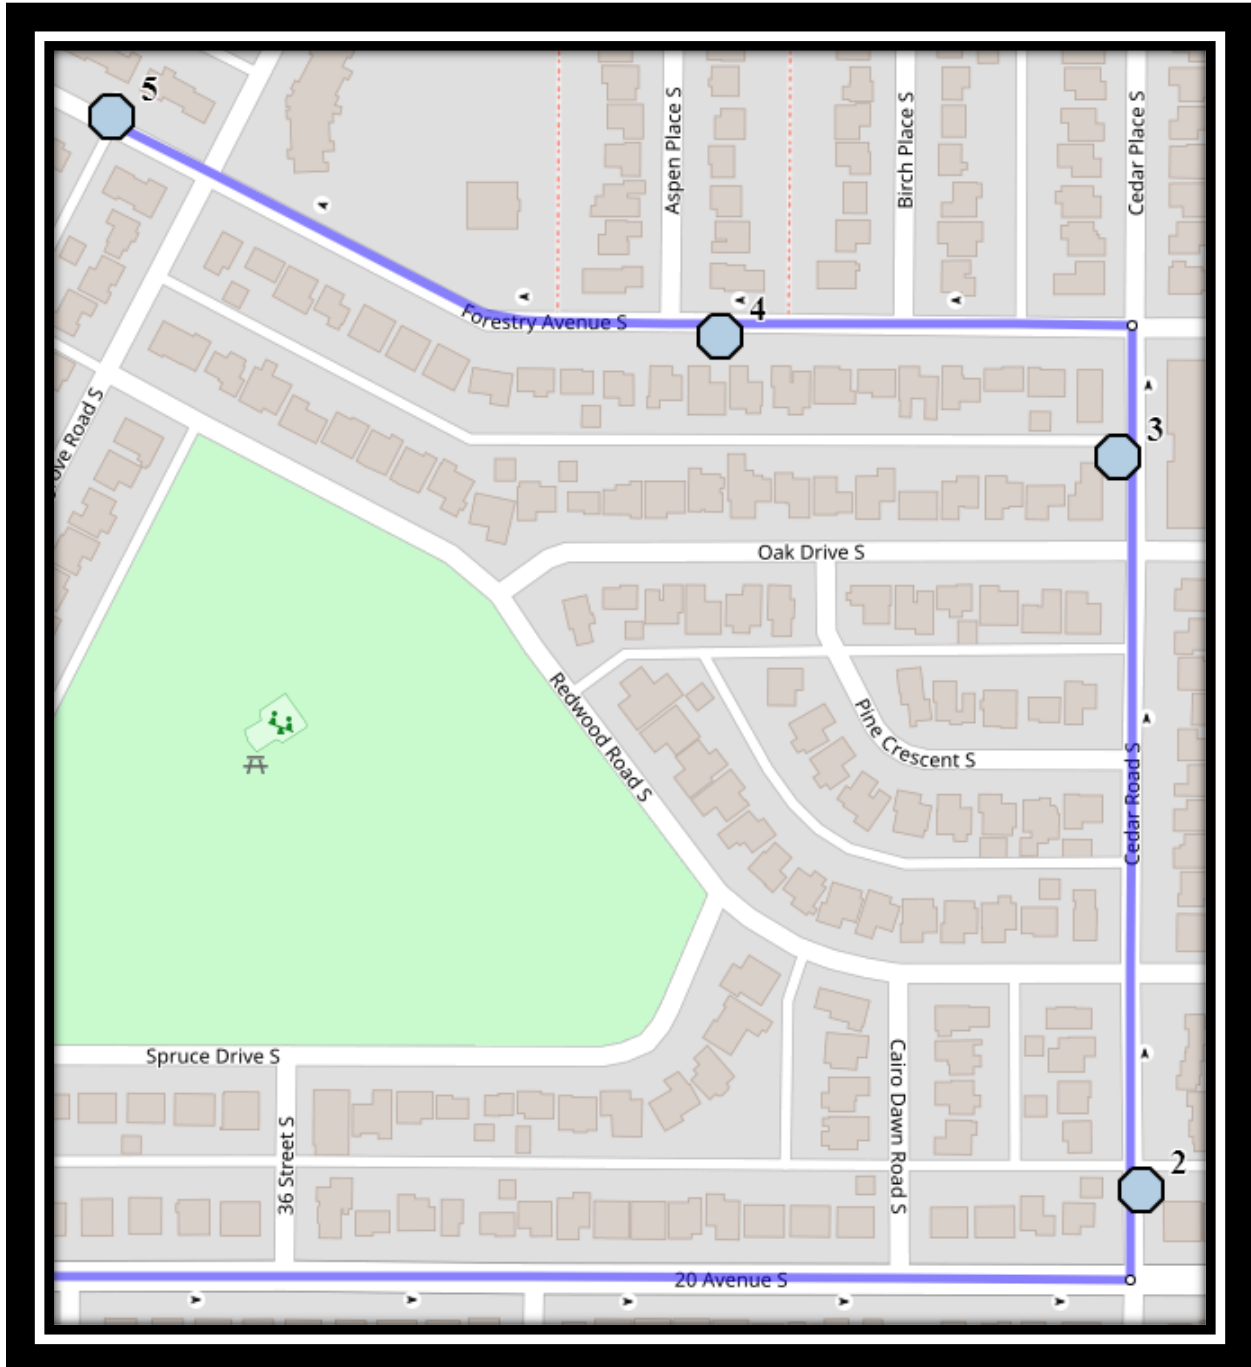 5
Aspen Place S
Birch Place S
Cedar Place S
4
Forestry Avenue S
3
ove Road S
Oak Drive S
Redwood Road S
Pine Crescent S
Cedar Road S
Spruce Drive S
Cairo Dawn Road S
36 Street S
2
20 Avenue S